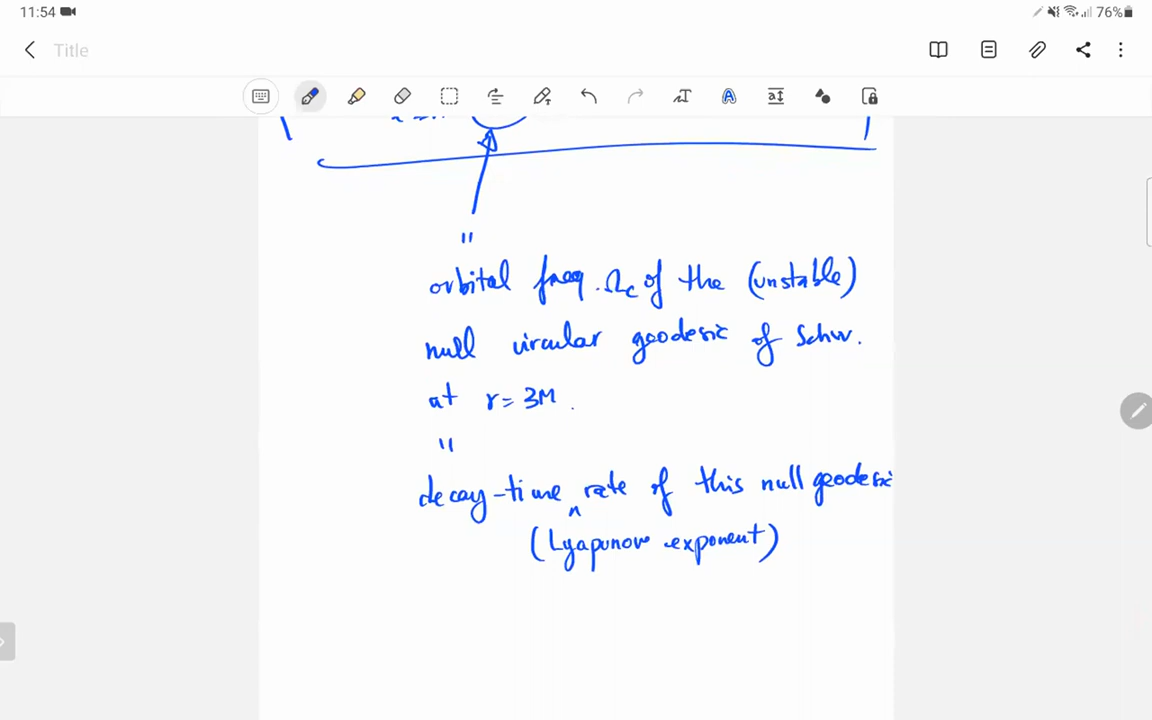 11:54
76%
Title
"
orbital freq. Ωc of the (unstable)
null circular geodesic of Schw.
at r = 3M.
"
decay-time ^ rate of this null geodesic
(Lyapunov exponent)